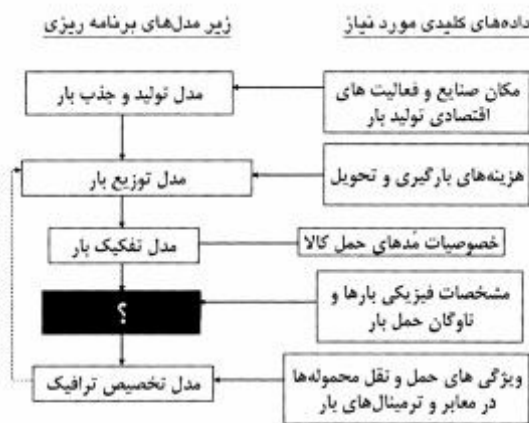 داده‌های کلیدی مورد نیاز
زیر مدل‌های برنامه ریزی
مکان صنایع و فعالیت های
اقتصادی تولید بار
مدل تولید و جذب بار
هزینه‌های بارگیری و تحویل
مدل توزیع بار
خصوصیات مُدهای حمل کالا
مدل تفکیک بار
مشخصات فیزیکی بارها و
ناوگان حمل بار
؟
ویژگی های حمل و نقل محموله‌ها
در معابر و ترمینال‌های بار
مدل تخصیص ترافیک